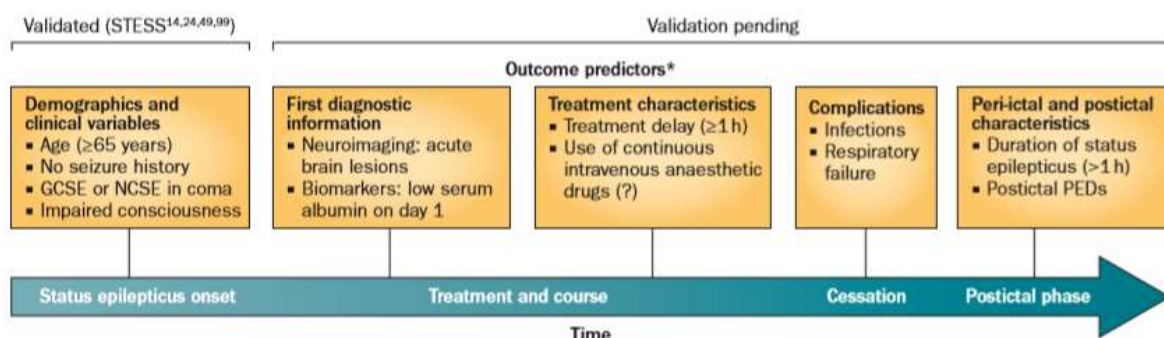 Validated (STESS14,24,49,99)
Validation pending
Outcome predictors*
Demographics and
clinical variables
▪ Age (≥65 years)
▪ No seizure history
▪ GCSE or NCSE in coma
▪ Impaired consciousness
First diagnostic
information
▪ Neuroimaging: acute
brain lesions
▪ Biomarkers: low serum
albumin on day 1
Treatment characteristics
▪ Treatment delay (≥1 h)
▪ Use of continuous
intravenous anaesthetic
drugs (?)
Complications
▪ Infections
▪ Respiratory
failure
Peri-ictal and postictal
characteristics
▪ Duration of status
epilepticus (>1 h)
▪ Postictal PEDs
Status epilepticus onset
Treatment and course
Cessation
Postictal phase
Time